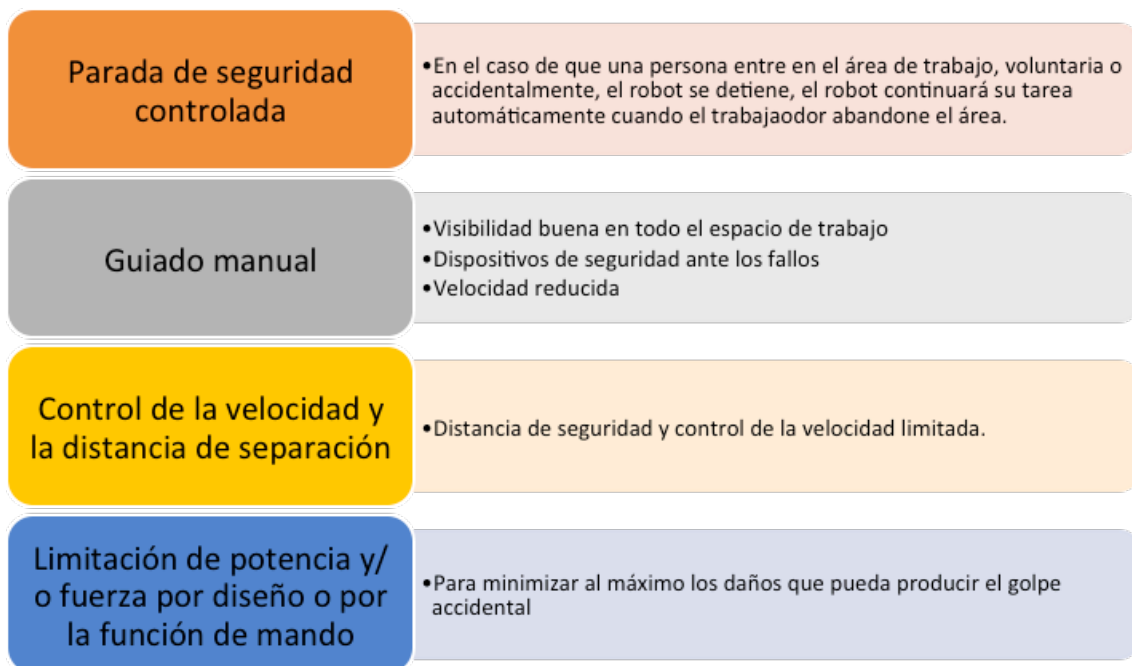 Parada de seguridad
controlada
•En el caso de que una persona entre en el área de trabajo, voluntaria o
accidentalmente, el robot se detiene, el robot continuará su tarea
automáticamente cuando el trabajaodor abandone el área.
Guiado manual
•Visibilidad buena en todo el espacio de trabajo
•Dispositivos de seguridad ante los fallos
•Velocidad reducida
Control de la velocidad y
la distancia de separación
•Distancia de seguridad y control de la velocidad limitada.
Limitación de potencia y/
o fuerza por diseño o por
la función de mando
•Para minimizar al máximo los daños que pueda producir el golpe
accidental